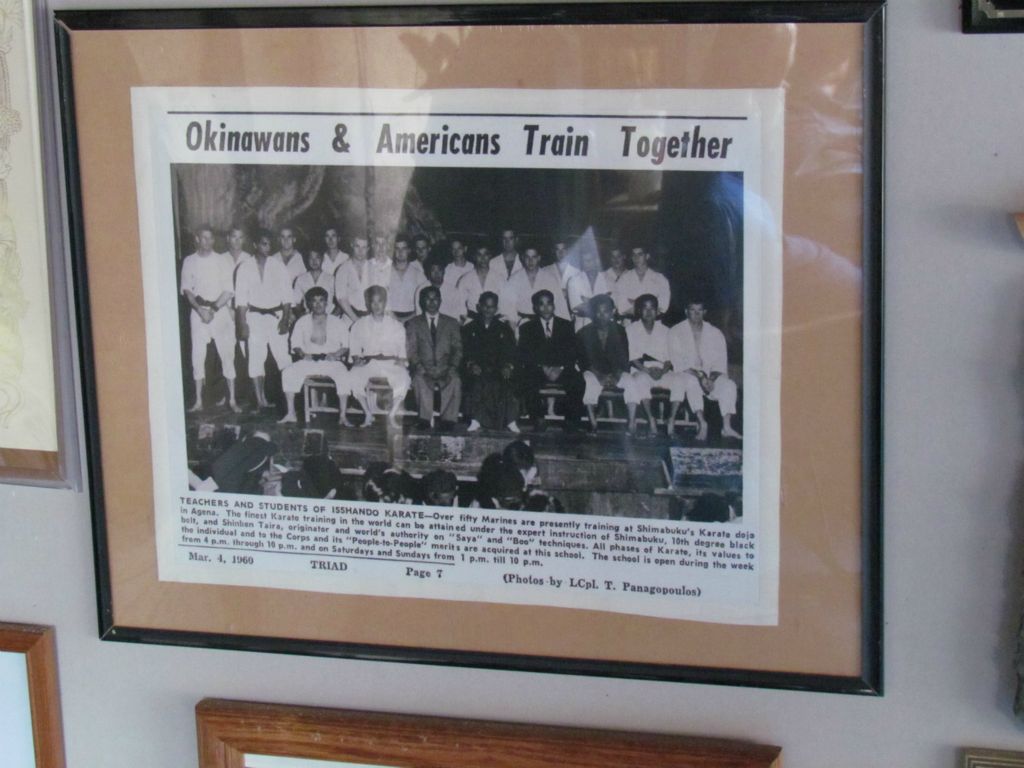 Okinawans & Americans Train Together
TEACHERS AND STUDENTS OF ISSHANDO KARATE—Over fifty Marines are presently training at Shimabuku's Karate dojo
in Agena. The finest Karate training in the world can be attained under the expert instruction of Shimabuku, 10th degree black
belt, and Shinken Taira, originator and world's authority on "Saya" and "Boo" techniques. All phases of Karate, its values to
the individual and to the Corps and its "People-to-People" merits are acquired at this school. The school is open during the week
from 4 p.m. through 10 p.m. and on Saturdays and Sundays from 1 p.m. till 10 p.m.
Mar. 4, 1960 TRIAD Page 7 (Photos by LCpl. T. Panagopoulos)